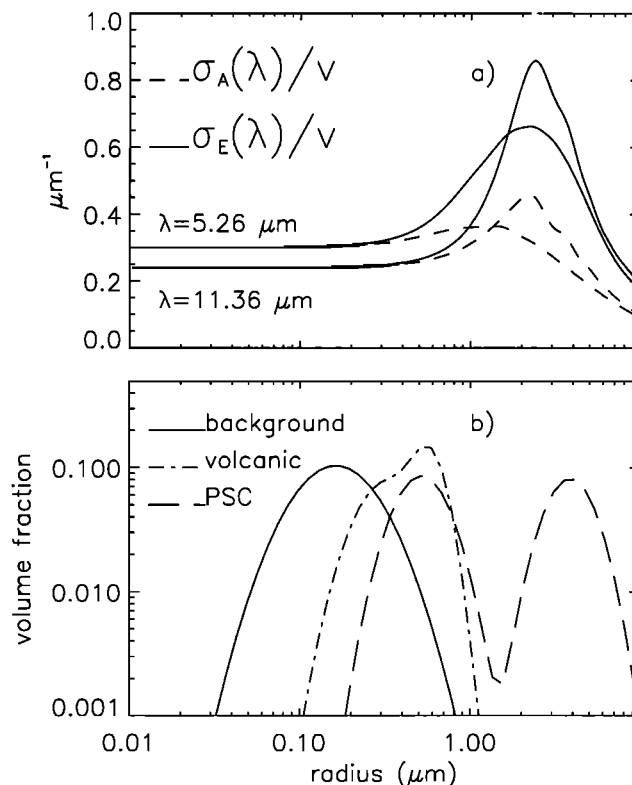 1.0
0.8
0.6
0.4
0.2
0.0
μm⁻¹
σ_A(λ)/V
σ_E(λ)/V
a)
λ=5.26 μm
λ=11.36 μm
background
volcanic
PSC
b)
0.100
0.010
0.001
volume fraction
0.01 0.10 1.00
radius (μm)